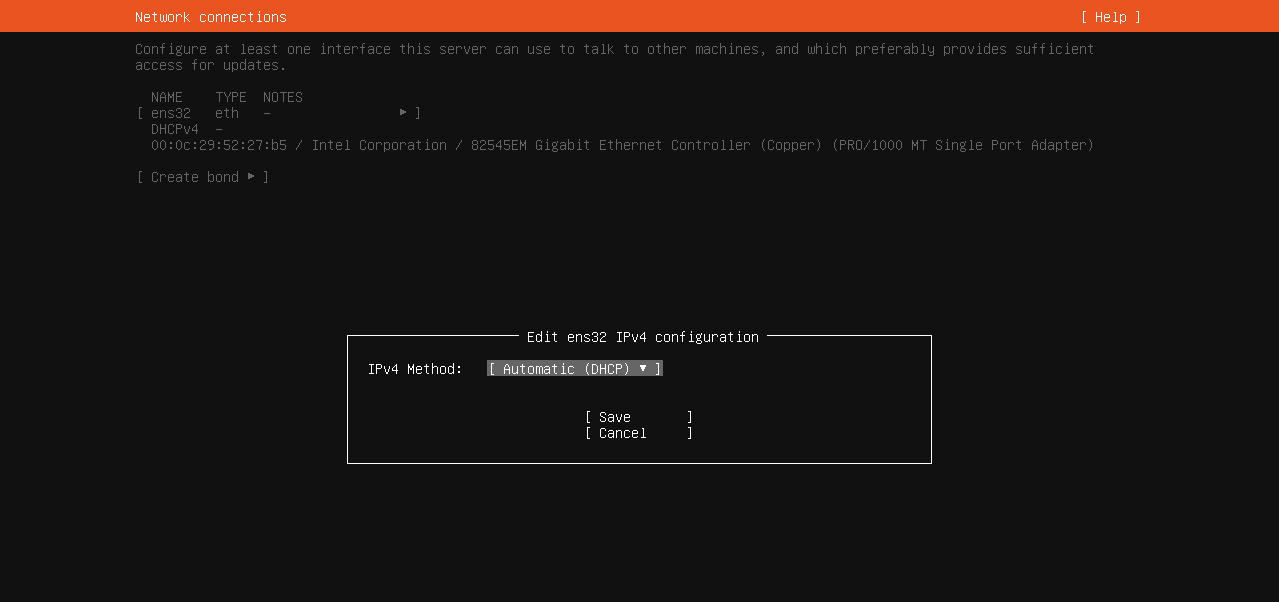 Network connections [ Help ]
Configure at least one interface this server can use to talk to other machines, and which preferably provides sufficient
access for updates.
NAME TYPE NOTES
[ ens32 eth – ▸ ]
DHCPv4 –
00:0c:29:52:27:b5 / Intel Corporation / 82545EM Gigabit Ethernet Controller (Copper) (PRO/1000 MT Single Port Adapter)
[ Create bond ▸ ]
Edit ens32 IPv4 configuration
IPv4 Method: [ Automatic (DHCP) ▾ ]
[ Save ]
[ Cancel ]